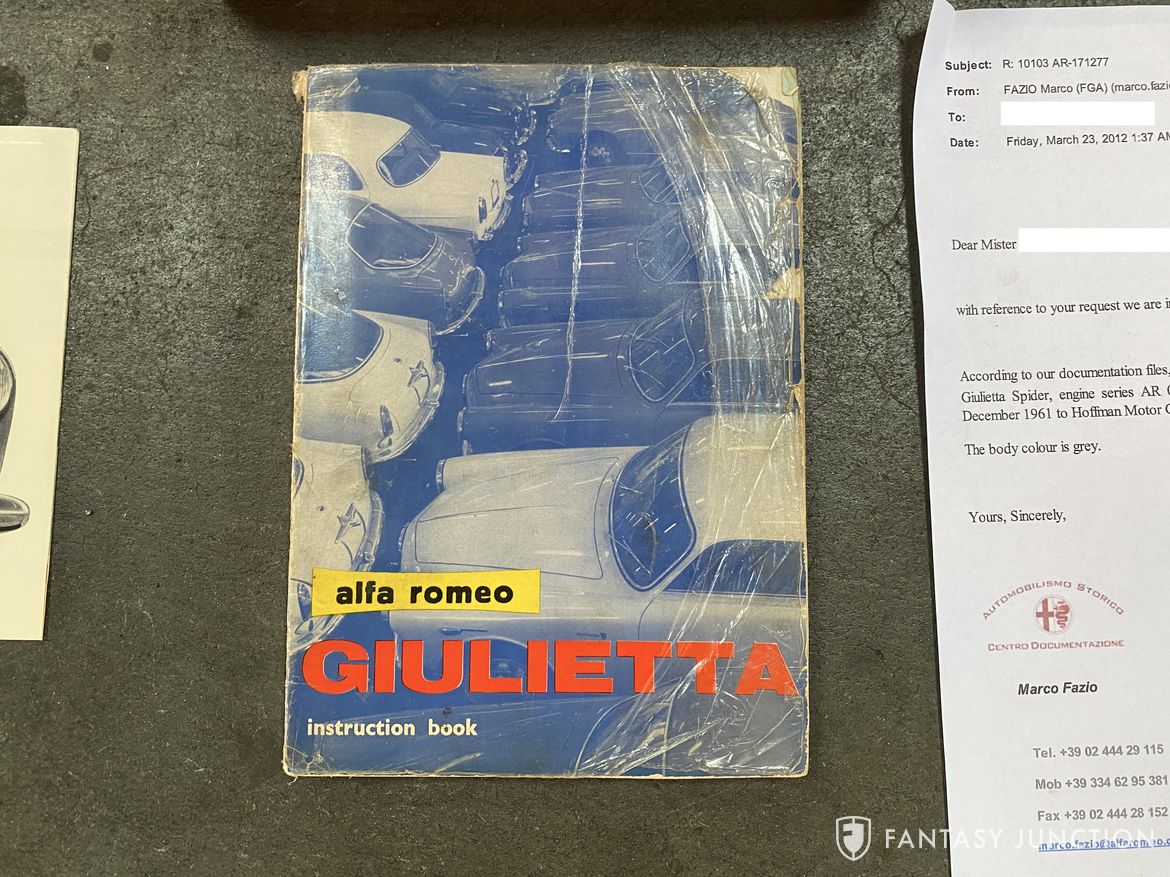 alfa romeo
GIULIETTA
instruction book
Subject: R: 10103 AR-171277
From: FAZIO Marco (FGA) (marco.fazi
To:
Date: Friday, March 23, 2012 1:37 AM
Dear Mister
with reference to your request we are i
According to our documentation files,
Giulietta Spider, engine series AR
December 1961 to Hoffman Motor
The body colour is grey.
Yours, Sincerely,
AUTOMOBILISMO STORICO
CENTRO DOCUMENTAZIONE
Marco Fazio
Tel. +39 02 444 29 115
Mob +39 334 62 95 381
Fax +39 02 444 28 152
marco.fazio@alfaromeo.
FANTASY JUNCTION